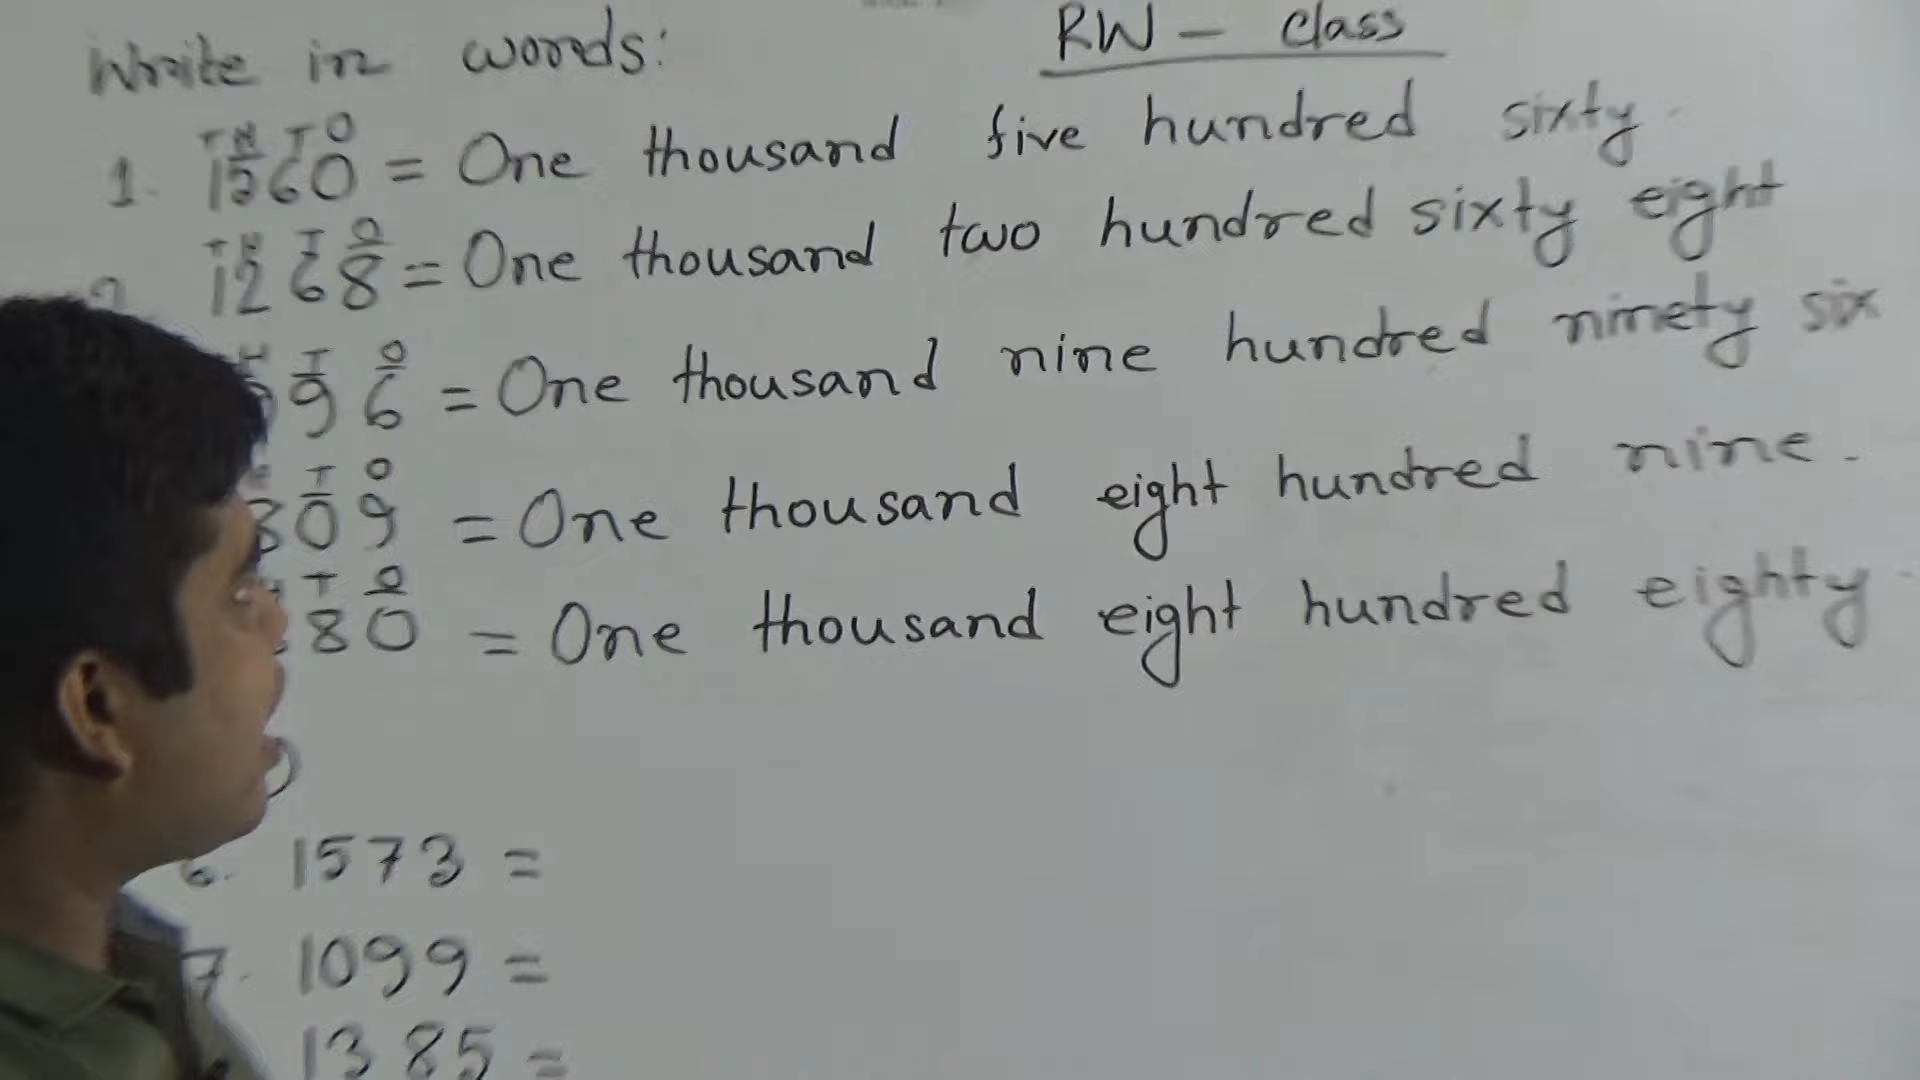 Write in words: RW - Class
T H T O
1. 1560 = One thousand five hundred sixty.
T H T O
1268 = One thousand two hundred sixty eight
H T O
96 = One thousand nine hundred ninety six
T O
809 = One thousand eight hundred nine.
T O
80 = One thousand eight hundred eighty.
6. 1573 =
7. 1099 =
1385 =